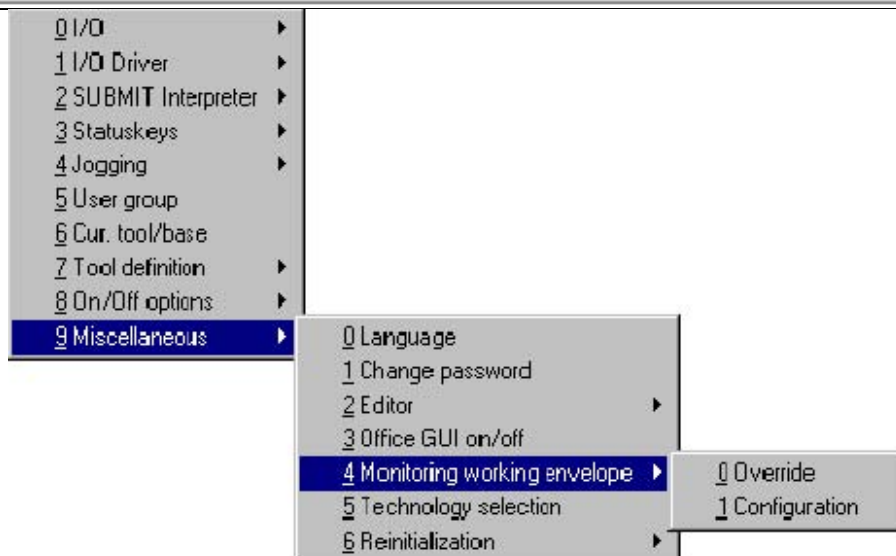 0 I/O
1 I/O Driver
2 SUBMIT Interpreter
3 Statuskeys
4 Jogging
5 User group
6 Cur. tool/base
7 Tool definition
8 On/Off options
9 Miscellaneous
0 Language
1 Change password
2 Editor
3 Office GUI on/off
4 Monitoring working envelope
5 Technology selection
6 Reinitialization
0 Override
1 Configuration